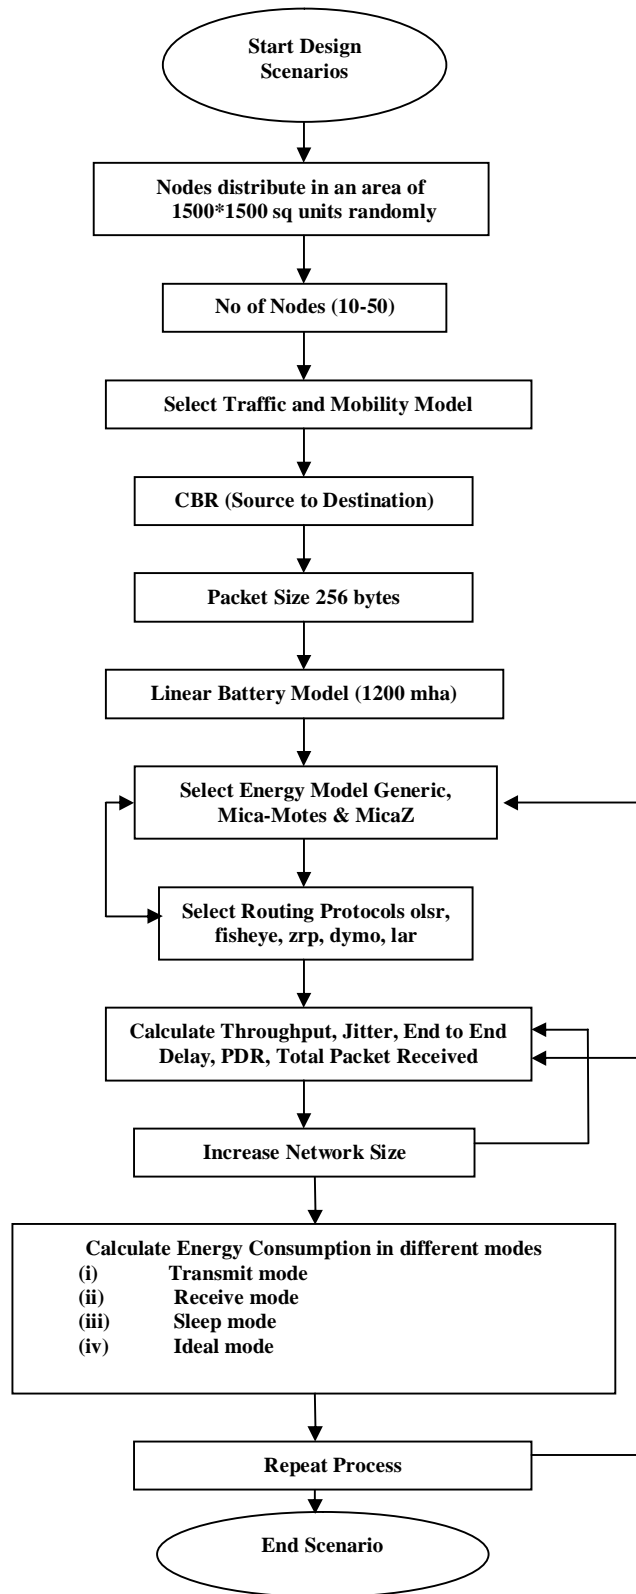 Start Design
Scenarios
Nodes distribute in an area of
1500*1500 sq units randomly
No of Nodes (10-50)
Select Traffic and Mobility Model
CBR (Source to Destination)
Packet Size 256 bytes
Linear Battery Model (1200 mha)
Select Energy Model Generic,
Mica-Motes & MicaZ
Select Routing Protocols olsr,
fisheye, zrp, dymo, lar
Calculate Throughput, Jitter, End to End
Delay, PDR, Total Packet Received
Increase Network Size
Calculate Energy Consumption in different modes
(i) Transmit mode
(ii) Receive mode
(iii) Sleep mode
(iv) Ideal mode
Repeat Process
End Scenario